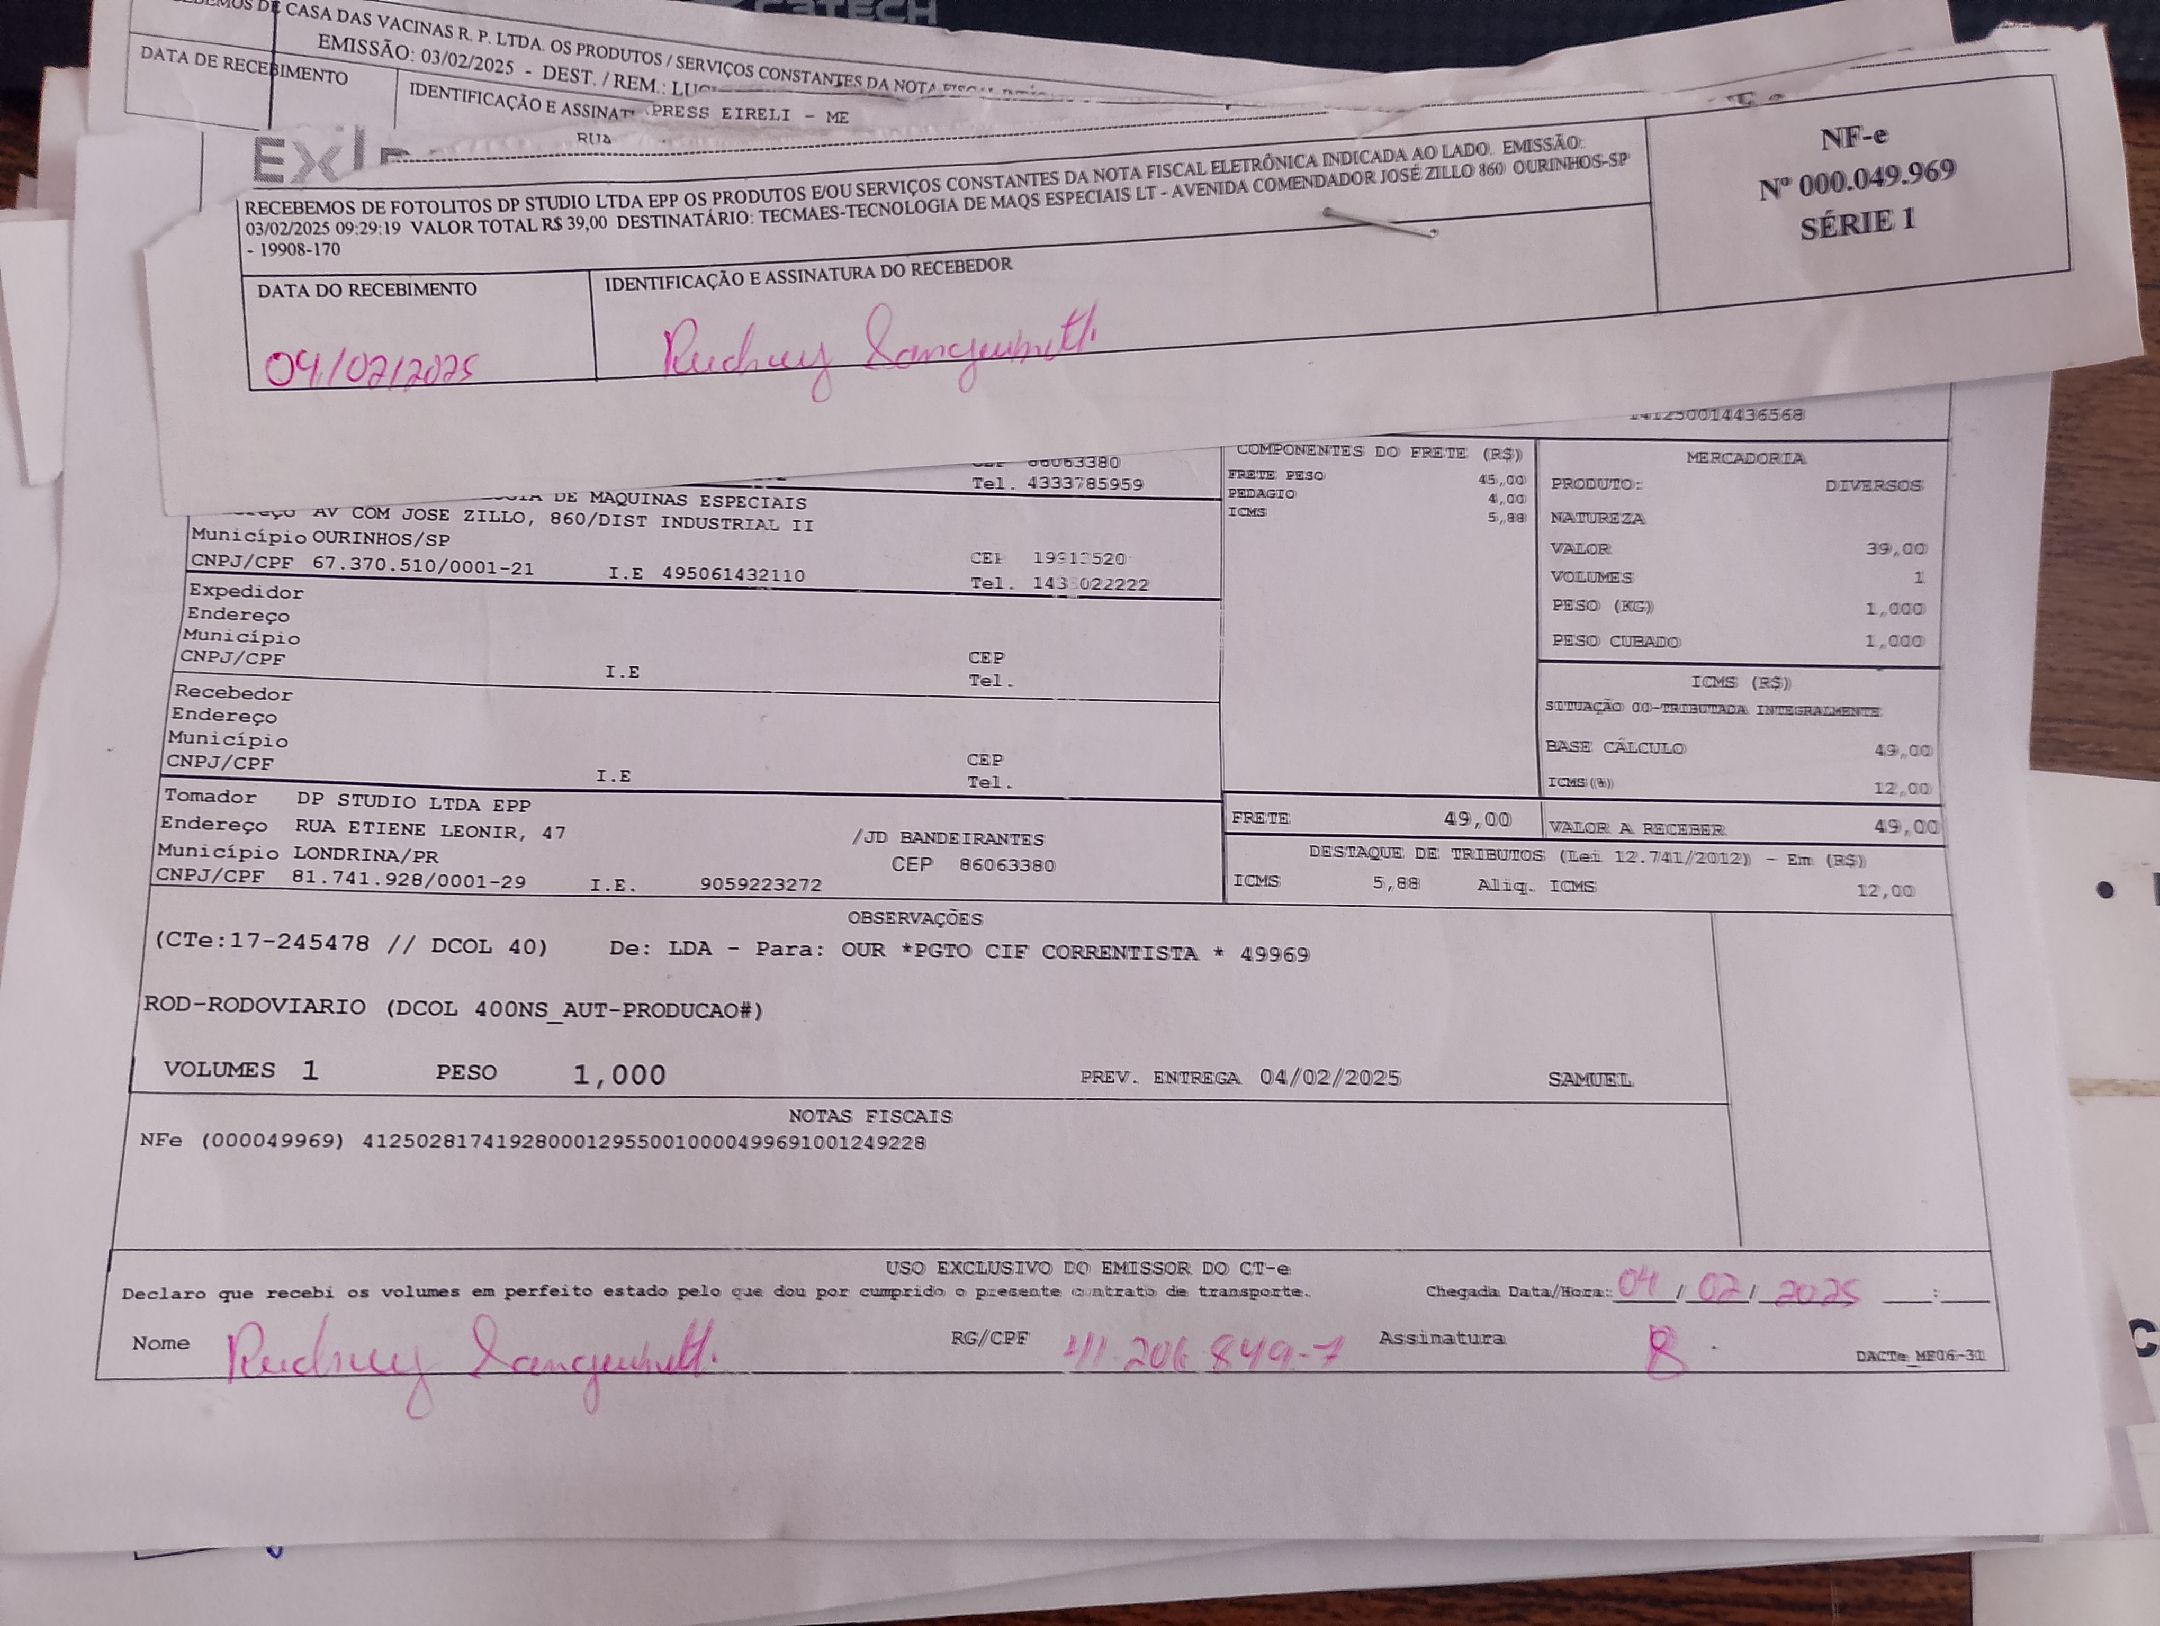 CATECH
DE CASA DAS VACINAS R. P. LTDA. OS PRODUTOS / SERVIÇOS CONSTANTES DA NOTA
EMISSÃO: 03/02/2025 - DEST. / REM.:
DATA DE RECEBIMENTO
IDENTIFICAÇÃO E
PRESS EIRELI - ME
RUA
RECEBEMOS DE FOTOLITOS DP STUDIO LTDA EPP OS PRODUTOS E/OU SERVIÇOS CONSTANTES DA NOTA FISCAL ELETRÔNICA INDICADA AO LADO. EMISSÃO:
03/02/2025 09:29:19 VALOR TOTAL R$ 39,00 DESTINATÁRIO: TECMAES-TECNOLOGIA DE MAQS ESPECIAIS LT - AVENIDA COMENDADOR JOSÉ ZILLO 860 OURINHOS-SP
- 19908-170
NF-e
Nº 000.049.969
SÉRIE 1
DATA DO RECEBIMENTO
IDENTIFICAÇÃO E ASSINATURA DO RECEBEDOR
04/02/2025
141250014436568
CEP 86063380
Tel. 4333785959
DE MAQUINAS ESPECIAIS
AV COM JOSE ZILLO, 860/DIST INDUSTRIAL II
Município OURINHOS/SP
CEP 19913520
CNPJ/CPF 67.370.510/0001-21 I.E 495061432110
Tel. 143 022222
Expedidor
Endereço
Município
CEP
CNPJ/CPF I.E
Tel.
Recebedor
Endereço
Município
CEP
CNPJ/CPF I.E
Tel.
Tomador DP STUDIO LTDA EPP
Endereço RUA ETIENE LEONIR, 47 /JD BANDEIRANTES
Município LONDRINA/PR CEP 86063380
CNPJ/CPF 81.741.928/0001-29 I.E. 9059223272
COMPONENTES DO FRETE (R$)
FRETE PESO 45,00
PEDAGIO 4,00
ICMS 5,88
MERCADORIA
PRODUTO: DIVERSOS
NATUREZA
VALOR 39,00
VOLUMES 1
PESO (KG) 1,000
PESO CUBADO 1,000
ICMS (R$)
SITUAÇÃO 00-TRIBUTADA INTEGRALMENTE
BASE CÁLCULO 49,00
ICMS(%) 12,00
FRETE 49,00
VALOR A RECEBER 49,00
DESTAQUE DE TRIBUTOS (Lei 12.741/2012) - Em (R$)
ICMS 5,88 Aliq. ICMS 12,00
OBSERVAÇÕES
(CTe:17-245478 // DCOL 40) De: LDA - Para: OUR *PGTO CIF CORRENTISTA * 49969
ROD-RODOVIARIO (DCOL 400NS_AUT-PRODUCAO#)
VOLUMES 1 PESO 1,000 PREV. ENTREGA 04/02/2025 SAMUEL
NOTAS FISCAIS
NFe (000049969) 41250281741928000129550010000499691001249228
USO EXCLUSIVO DO EMISSOR DO CT-e
Declaro que recebi os volumes em perfeito estado pelo que dou por cumprido o presente contrato de transporte. Chegada Data/Hora: 04/02/2025 __:__
Nome RG/CPF Assinatura
DACTe_ME06-31